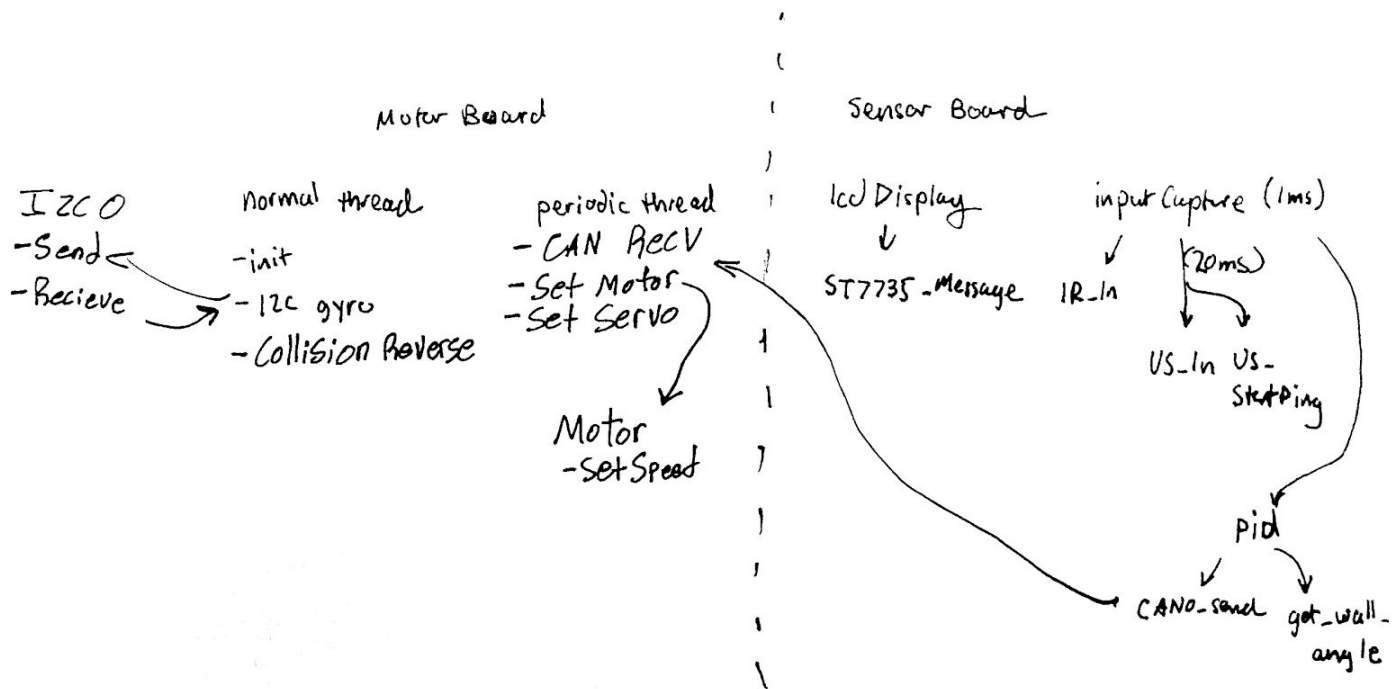 Motor Board
I2C0
-Send
-Recieve
normal thread
-init
-I2C gyro
-Collision Reverse
periodic thread
-CAN Recv
-Set Motor
-Set Servo
Motor
-SetSpeed
Sensor Board
lcd Display
ST7735_Message
input Capture (1ms)
IR_In
(20ms)
US_In
US_
StartPing
pid
CAN0_send
get_wall_
angle